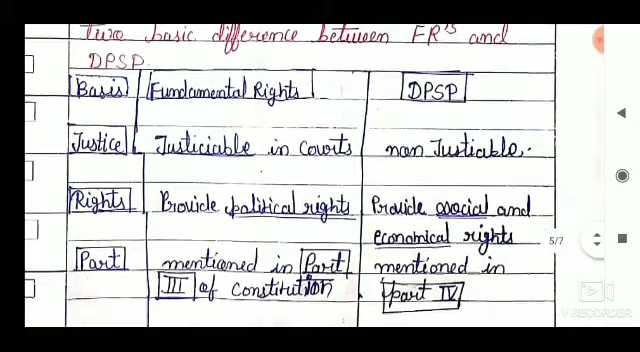 Two basic difference between FR'S and
DPSP.
Basis Fundamental Rights DPSP
Justice Justiciable in Courts non Justiable.
Rights Provide political rights Provide social and
economical rights
Part mentioned in Part mentioned in
III of constitution. part IV
5/7
V RECORDER